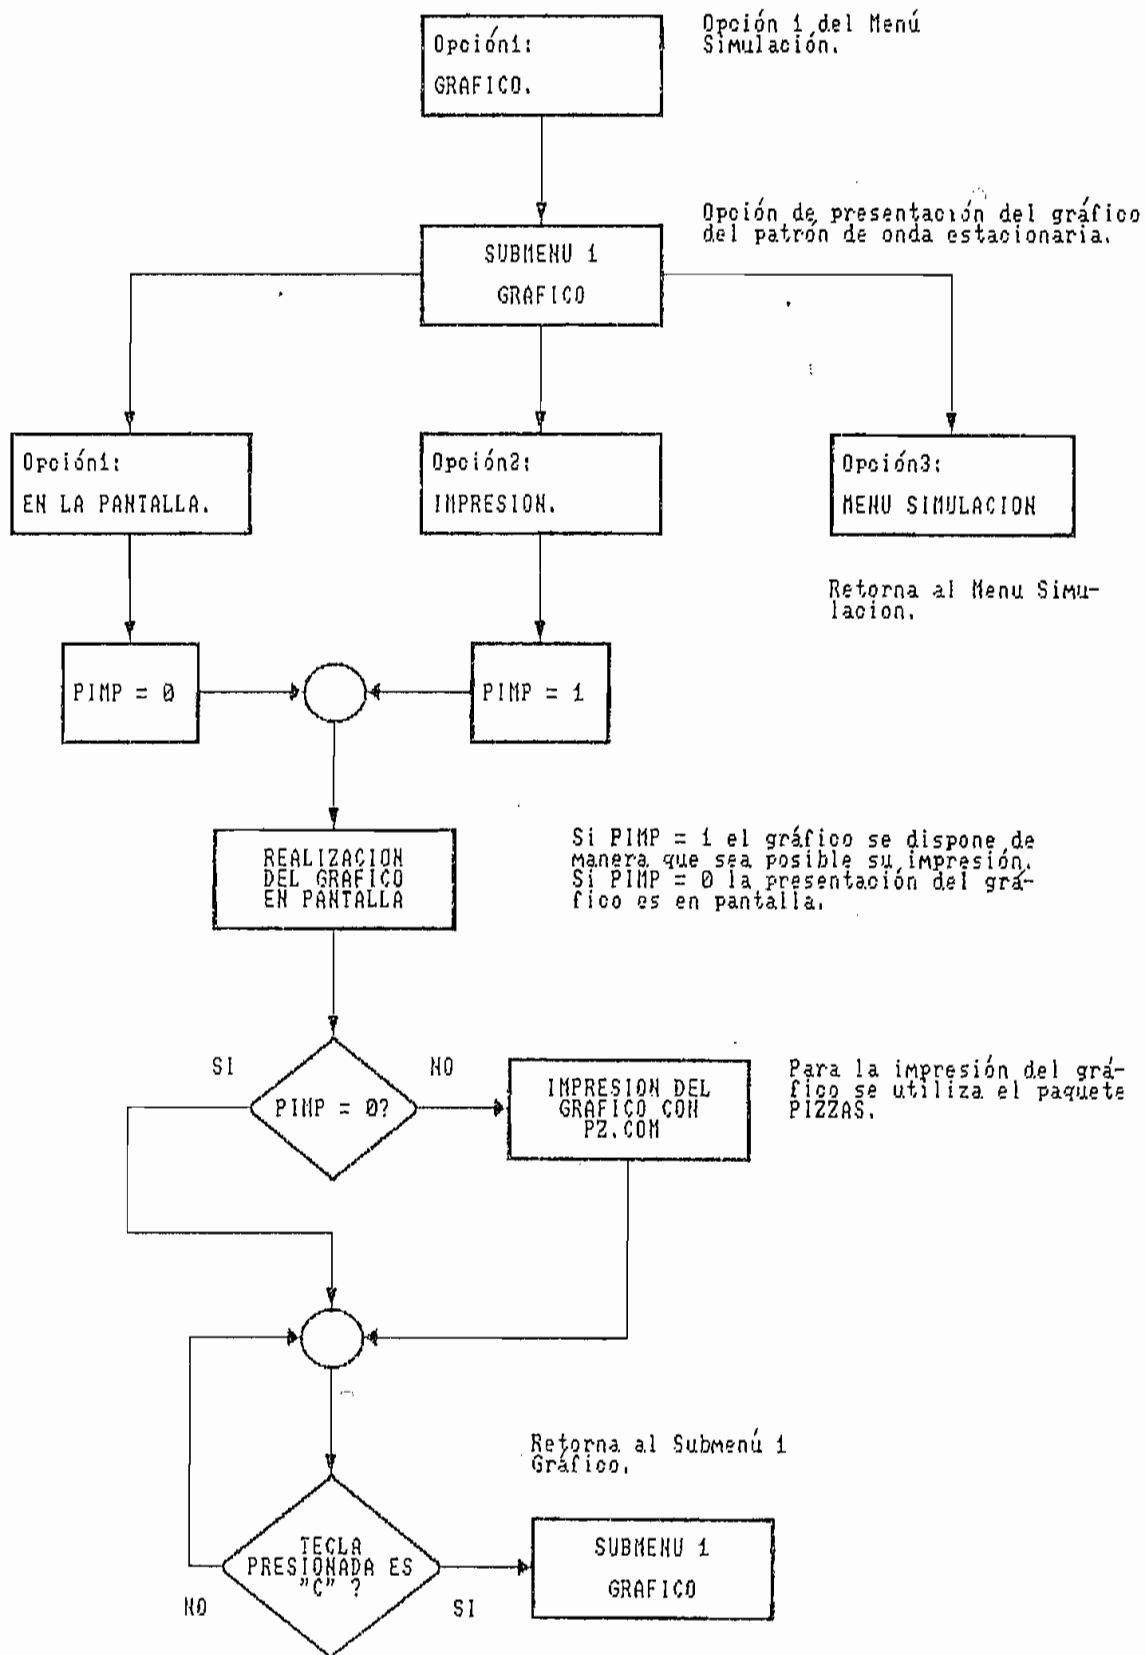 Opción1:
GRAFICO.
Opción 1 del Menú
Simulación.
Opción de presentación del gráfico
del patrón de onda estacionaria.
SUBMENU 1
GRAFICO
Opción1:
EN LA PANTALLA.
Opción2:
IMPRESION.
Opción3:
MENU SIMULACION
Retorna al Menu Simu-
lacion.
PIMP = 0
PIMP = 1
REALIZACION
DEL GRAFICO
EN PANTALLA
Si PIMP = 1 el gráfico se dispone de
manera que sea posible su impresión.
Si PIMP = 0 la presentación del grá-
fico es en pantalla.
SI
PIMP = 0?
NO
IMPRESION DEL
GRAFICO CON
PZ.COM
Para la impresión del grá-
fico se utiliza el paquete
PIZZAS.
Retorna al Submenú 1
Gráfico.
TECLA
PRESIONADA ES
"C" ?
NO
SI
SUBMENU 1
GRAFICO